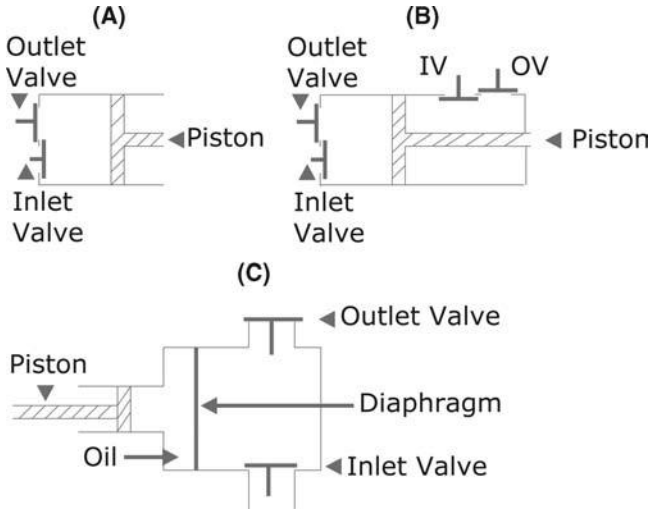 (A)
Outlet
Valve
Piston
Inlet
Valve
(B)
Outlet
Valve
IV
OV
Piston
Inlet
Valve
(C)
Outlet Valve
Piston
Diaphragm
Oil
Inlet Valve